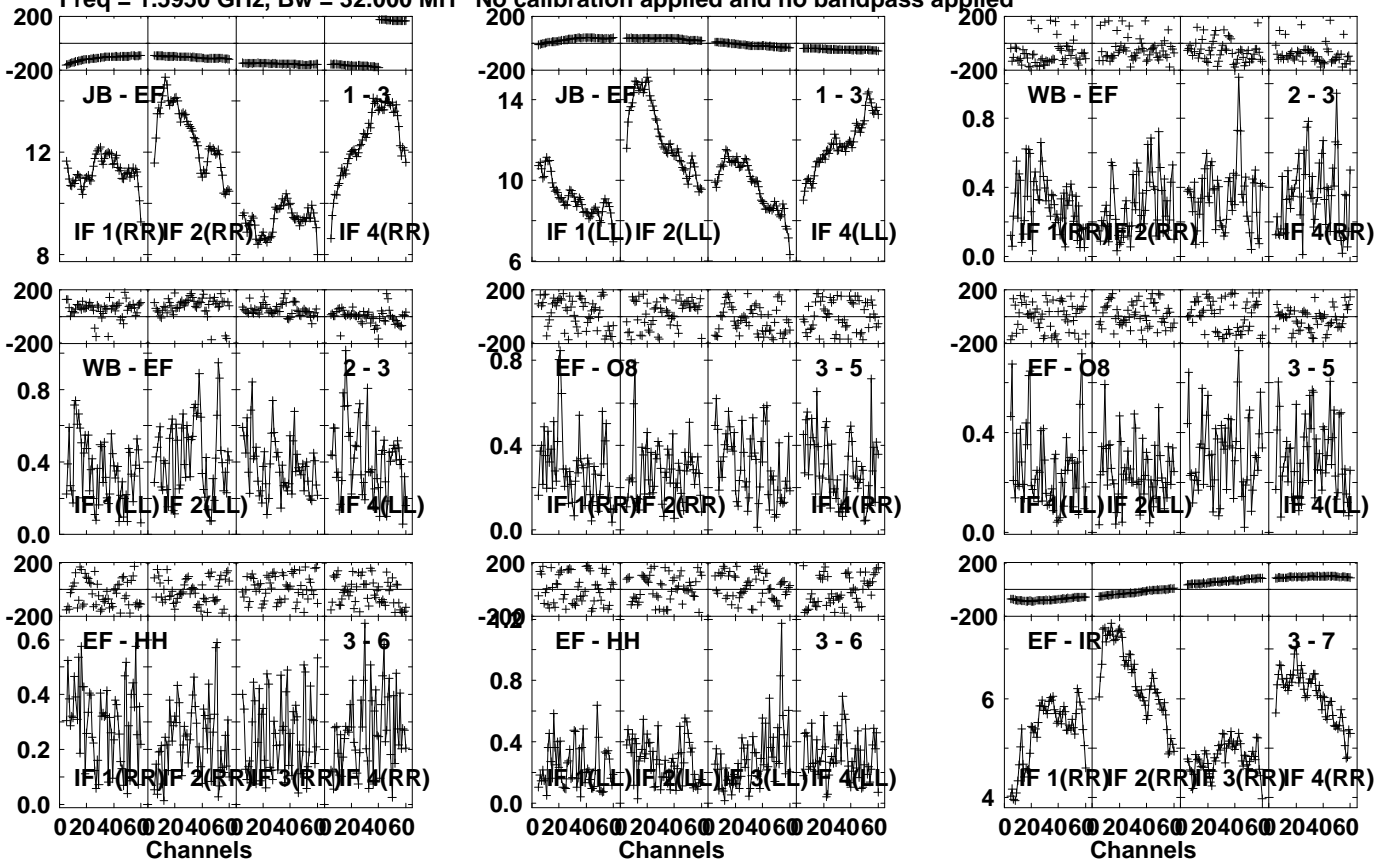 Freq = 1.5950 GHz, Bw = 32.000 MH No calibration applied and no bandpass applied
200
-200
JB - EF
1 - 3
12
8
IF 1(RR)
IF 2(RR)
IF 4(RR)
JB - EF
1 - 3
14
10
6
IF 1(LL)
IF 2(LL)
IF 4(LL)
200
-200
WB - EF
2 - 3
0.8
0.4
0.0
IF 1(RR)
IF 2(RR)
IF 4(RR)
200
-200
WB - EF
2 - 3
0.8
0.4
0.0
IF 1(LL)
IF 2(LL)
IF 4(LL)
200
-200
EF - O8
3 - 5
0.8
0.4
0.0
IF 1(RR)
IF 2(RR)
IF 4(RR)
200
-200
EF - O8
3 - 5
0.4
0.0
IF 1(LL)
IF 2(LL)
IF 4(LL)
200
-200
EF - HH
3 - 6
0.6
0.4
0.2
0.0
IF 1(RR)
IF 2(RR)
IF 3(RR)
IF 4(RR)
0 20 40 60 0 20 40 60 0 20 40 60 0 20 40 60
Channels
200
-200
1.2
EF - HH
3 - 6
0.8
0.4
0.0
IF 1(LL)
IF 2(LL)
IF 3(LL)
IF 4(LL)
0 20 40 60 0 20 40 60 0 20 40 60 0 20 40 60
Channels
200
-200
EF - IR
3 - 7
6
4
IF 1(RR)
IF 2(RR)
IF 3(RR)
IF 4(RR)
0 20 40 60 0 20 40 60 0 20 40 60 0 20 40 60
Channels